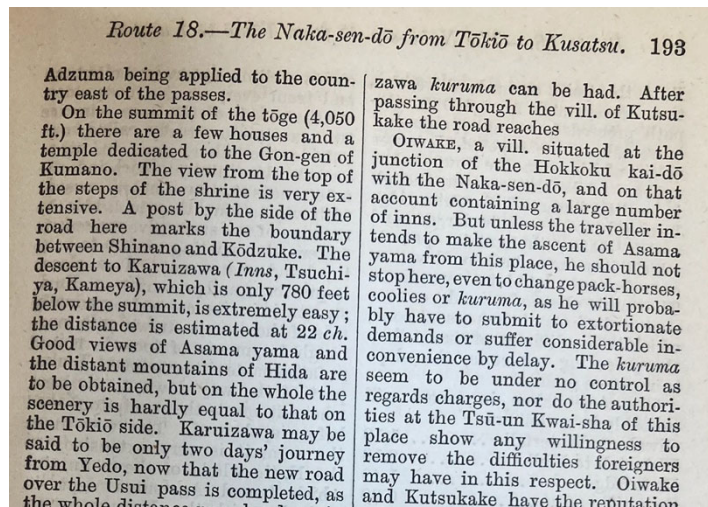 Route 18.—The Naka-sen-dō from Tōkiō to Kusatsu. 193
Adzuma being applied to the coun-
try east of the passes.
On the summit of the tōge (4,050
ft.) there are a few houses and a
temple dedicated to the Gon-gen of
Kumano. The view from the top of
the steps of the shrine is very ex-
tensive. A post by the side of the
road here marks the boundary
between Shinano and Kōdzuke. The
descent to Karuizawa (Inns, Tsuchi-
ya, Kameya), which is only 780 feet
below the summit, is extremely easy;
the distance is estimated at 22 ch.
Good views of Asama yama and
the distant mountains of Hida are
to be obtained, but on the whole the
scenery is hardly equal to that on
the Tōkiō side. Karuizawa may be
said to be only two days' journey
from Yedo, now that the new road
over the Usui pass is completed, as
the whole distance
zawa kuruma can be had. After
passing through the vill. of Kutsu-
kake the road reaches
OIWAKE, a vill. situated at the
junction of the Hokkoku kai-dō
with the Naka-sen-dō, and on that
account containing a large number
of inns. But unless the traveller in-
tends to make the ascent of Asama
yama from this place, he should not
stop here, even to change pack-horses,
coolies or kuruma, as he will proba-
bly have to submit to extortionate
demands or suffer considerable in-
convenience by delay. The kuruma
seem to be under no control as
regards charges, nor do the authori-
ties at the Tsū-un Kwai-sha of this
place show any willingness to
remove the difficulties foreigners
may have in this respect. Oiwake
and Kutsukake have the reputation